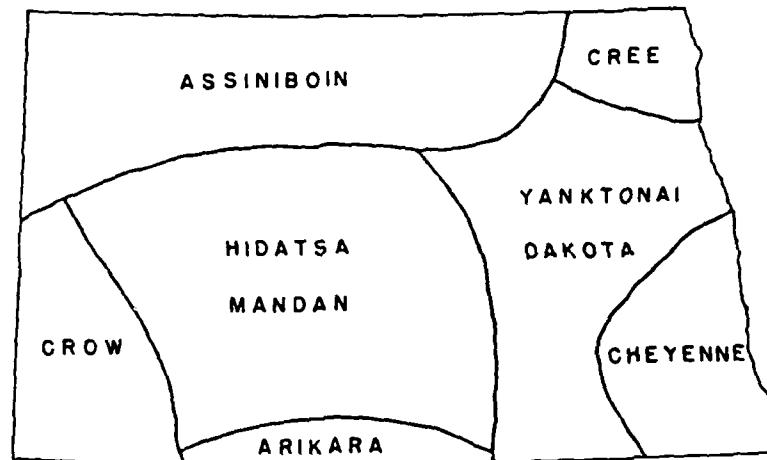 CREE
ASSINIBOIN
YANKTONAI
DAKOTA
HIDATSA
MANDAN
CROW
CHEYENNE
ARIKARA